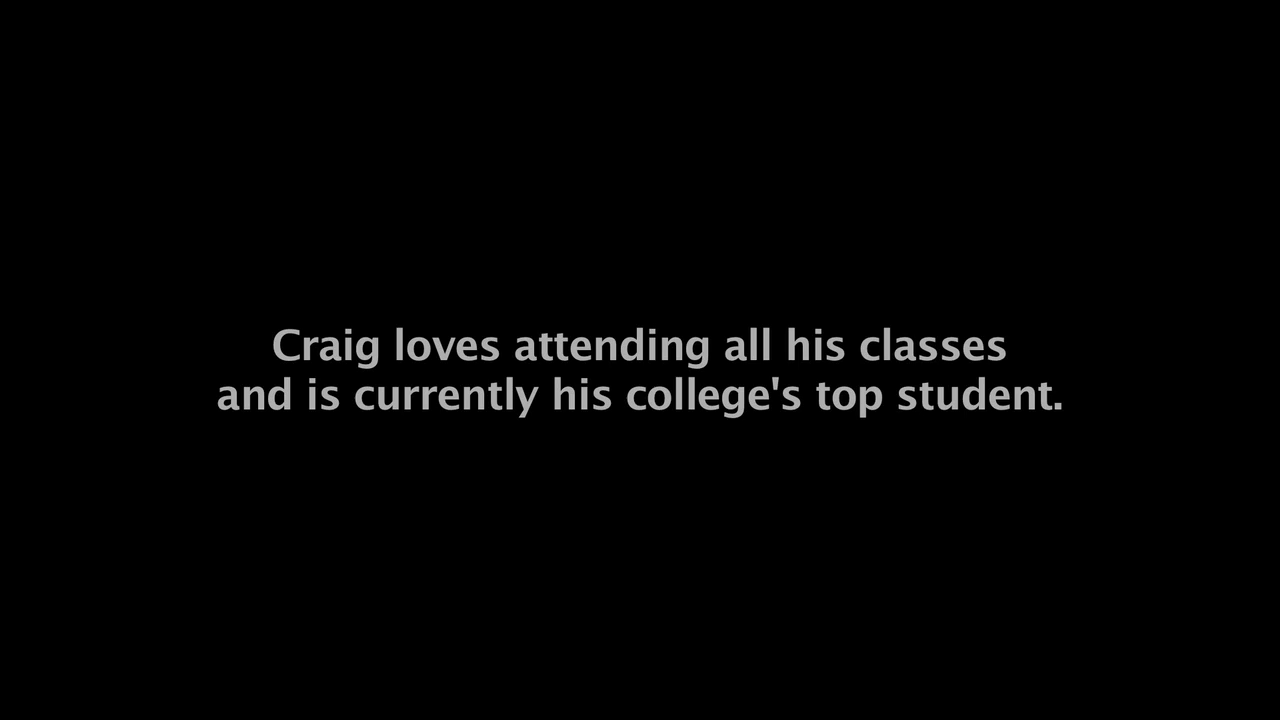 Craig loves attending all his classes
and is currently his college's top student.